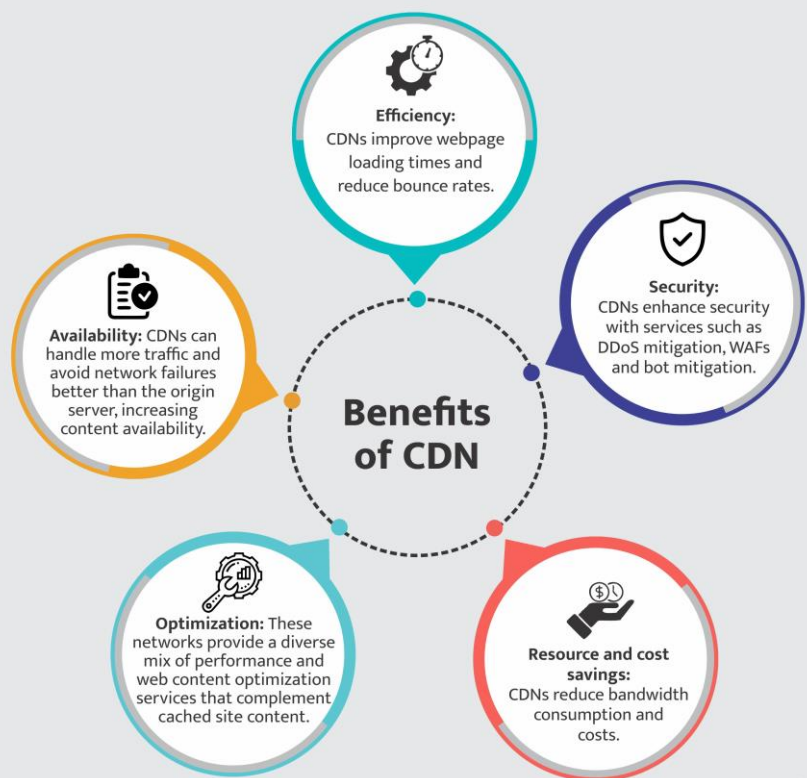 Efficiency:
CDNs improve webpage
loading times and
reduce bounce rates.
Security:
CDNs enhance security
with services such as
DDoS mitigation, WAFs
and bot mitigation.
Availability: CDNs can
handle more traffic and
avoid network failures
better than the origin
server, increasing
content availability.
Benefits
of CDN
Optimization: These
networks provide a diverse
mix of performance and
web content optimization
services that complement
cached site content.
$
Resource and cost
savings:
CDNs reduce bandwidth
consumption and
costs.